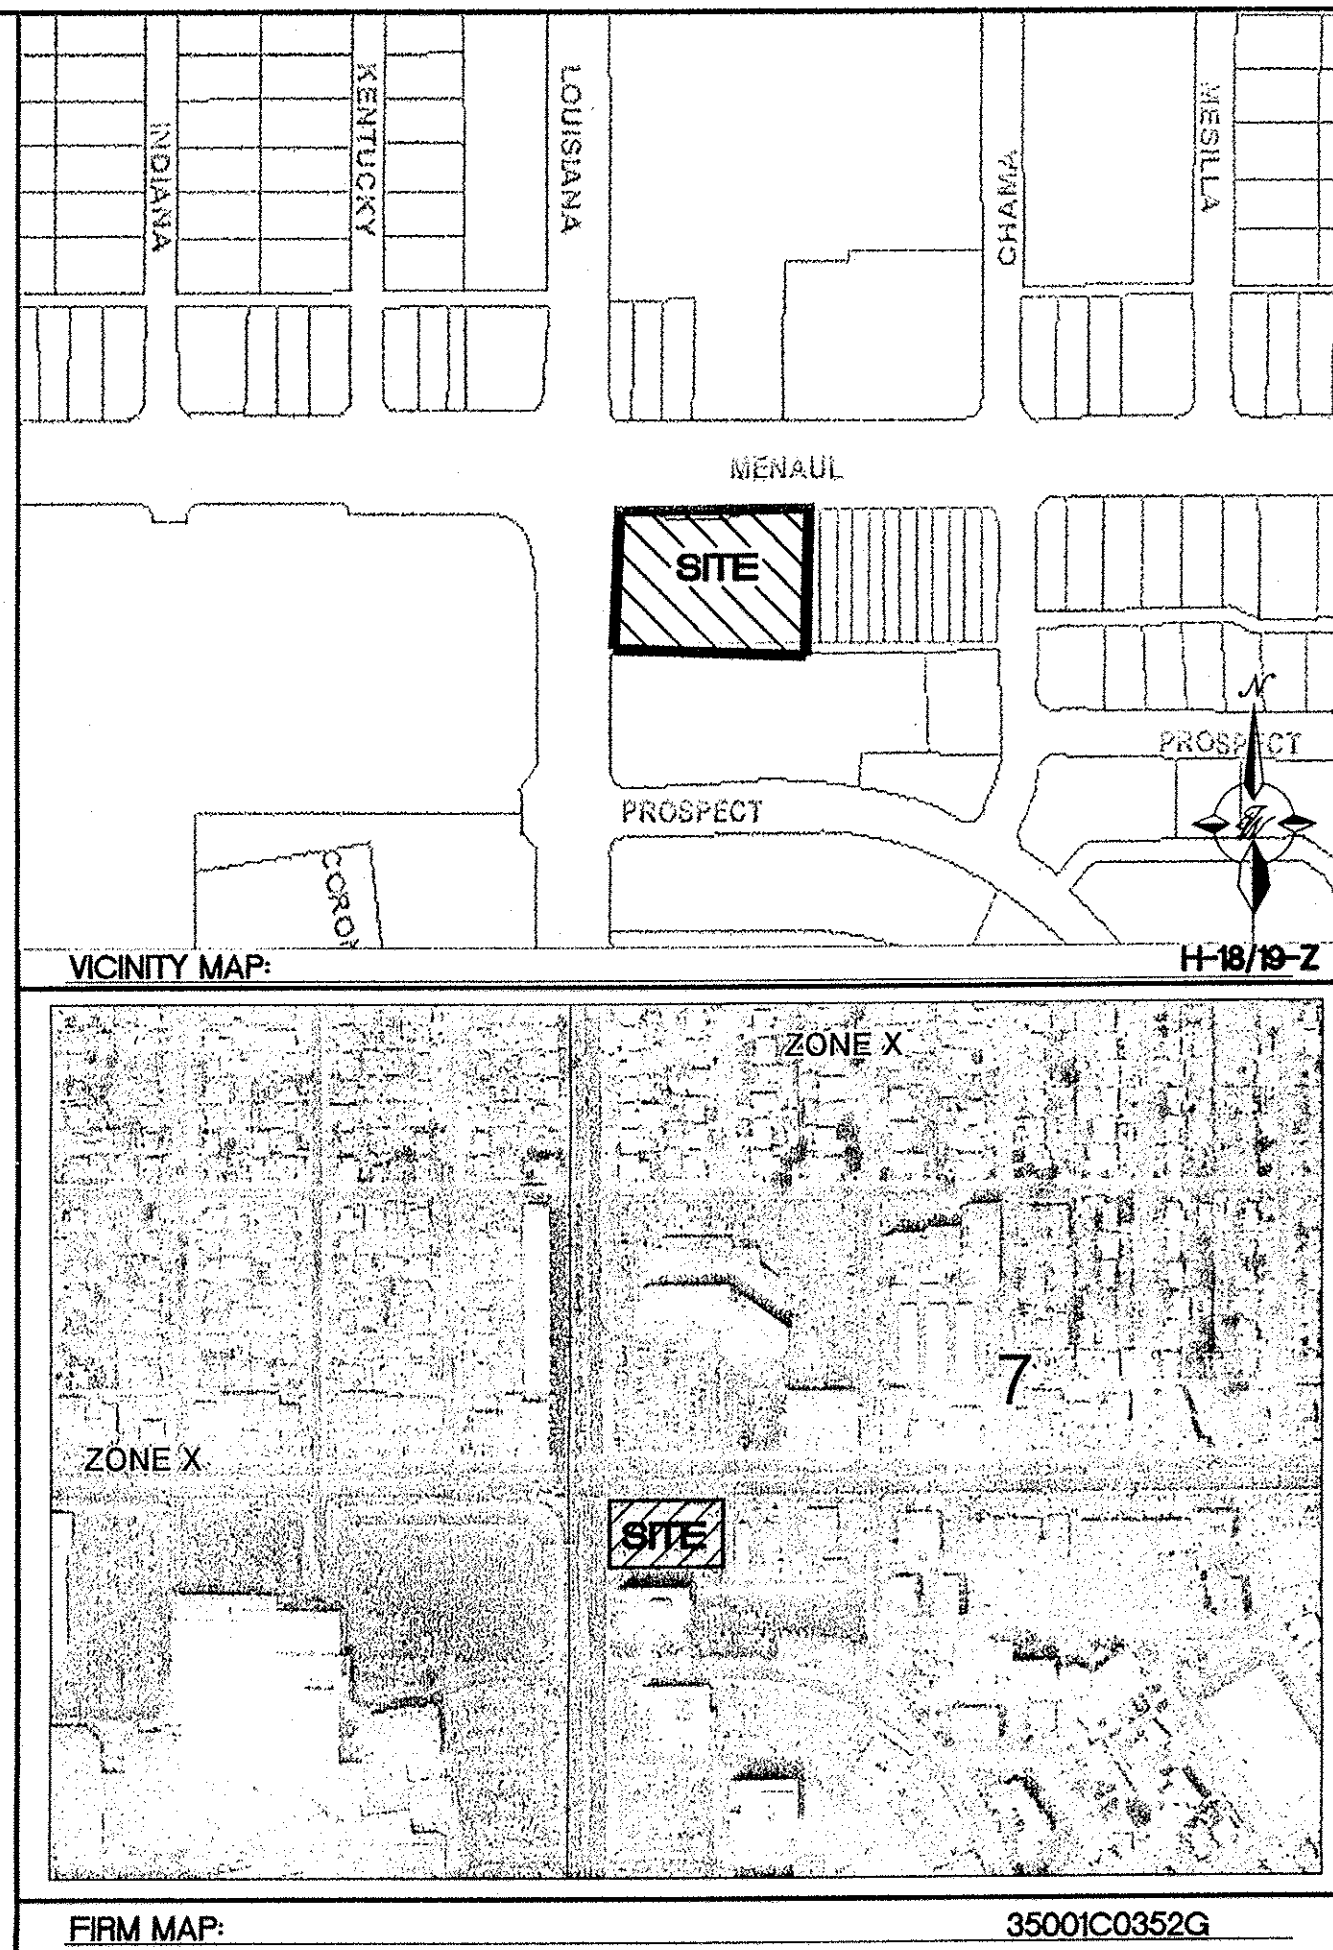 INDIANA
KENTUCKY
LOUISIANA
CHAMA
MESILLA
MENAUL
SITE
N
PROSPECT
PROSPECT
VICINITY MAP:
H-18/19-Z
ZONE X
7
ZONE X
SITE
FIRM MAP:
35001C0352G